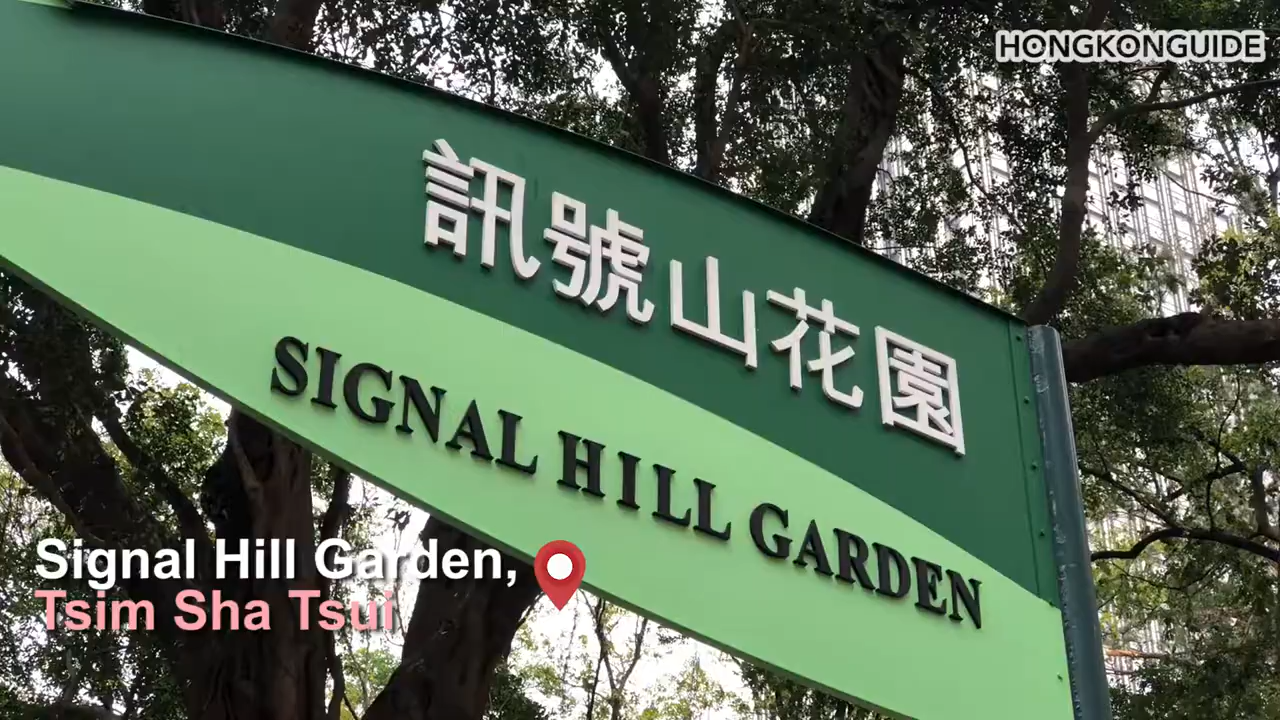 HONGKONGUIDE
訊號山花園
SIGNAL HILL GARDEN
Signal Hill Garden,
Tsim Sha Tsui